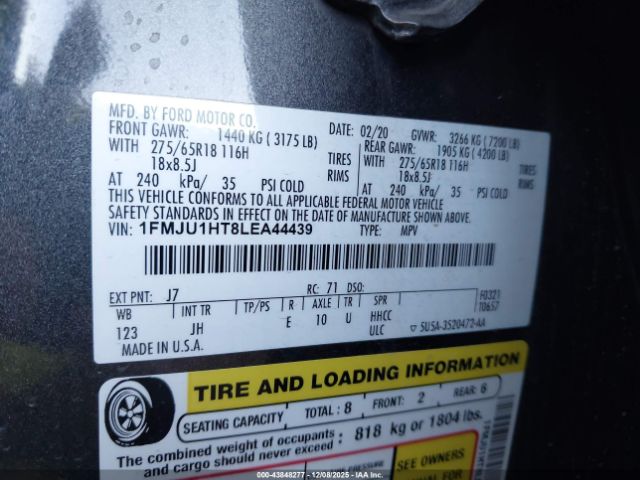 MFD. BY FORD MOTOR CO.
DATE: 02/20 GVWR: 3266 KG ( 7200 LB)
FRONT GAWR: 1440 KG ( 3175 LB) REAR GAWR: 1905 KG ( 4200 LB)
WITH 275/65R18 116H TIRES WITH 275/65R18 116H TIRES
18x8.5J RIMS 18x8.5J RIMS
AT 240 kPa/ 35 PSI COLD AT 240 kPa/ 35 PSI COLD
THIS VEHICLE CONFORMS TO ALL APPLICABLE FEDERAL MOTOR VEHICLE
SAFETY STANDARDS IN EFFECT ON THE DATE OF MANUFACTURE SHOWN ABOVE.
VIN: 1FMJU1HT8LEA44439 TYPE: MPV
EXT PNT: J7 RC: 71 DSO: F0321
T0657
WB INT TR TP/PS R AXLE TR SPR
123 JH E 10 U HHCC
ULC ▽ 5U5A-3520472-AA
MADE IN U.S.A.
TIRE AND LOADING INFORMATION
SEATING CAPACITY TOTAL : 8 FRONT: 2 REAR: 6
The combined weight of occupants
and cargo should never exceed : 818 kg or 1804 lbs.
SEE OWNERS
MANUAL FOR
IAAI: 000-43848277 — 12/08/2025 — IAA Inc.